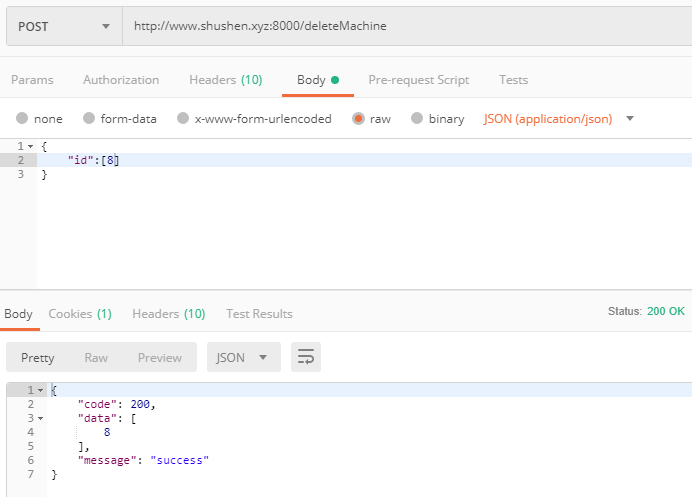 POST http://www.shushen.xyz:8000/deleteMachine
Params Authorization Headers (10) Body Pre-request Script Tests
none form-data x-www-form-urlencoded raw binary JSON (application/json)
1 {
2 "id":[8]
3 }
Body Cookies (1) Headers (10) Test Results Status: 200 OK
Pretty Raw Preview JSON
1 {
2 "code": 200,
3 "data": [
4 8
5 ],
6 "message": "success"
7 }